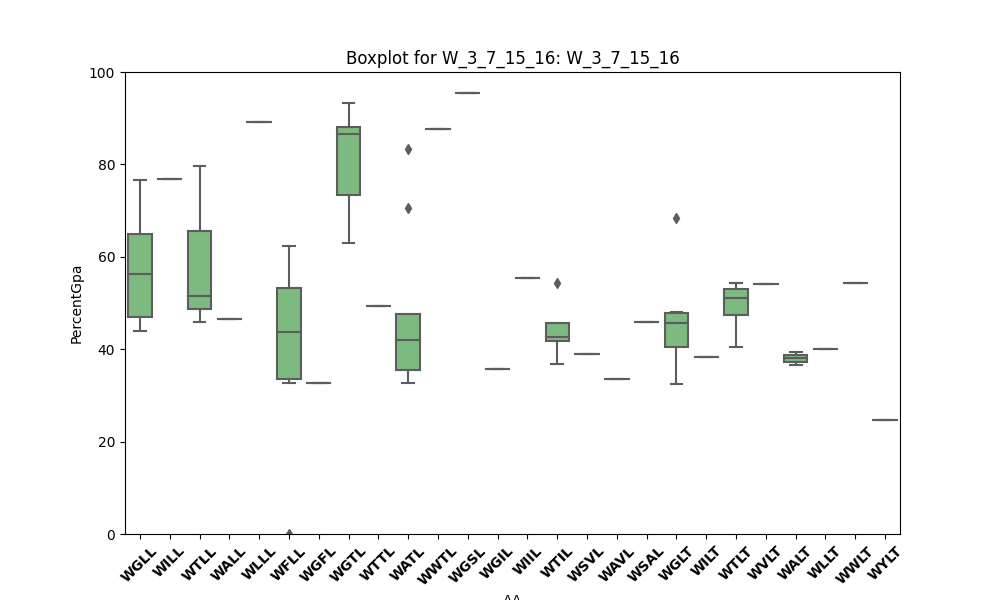 Boxplot for W_3_7_15_16: W_3_7_15_16
100
80
60
40
20
0
PercentGpa
WGLL WILL WTLL WALL WLLL WFLL WGFL WGTL WTTL WATL WWTL WGSL WGIL WIIL WTIL WSVL WAVL WSAL WGLT WILT WTLT WVLT WALT WLLT WWLT WYLT
AA